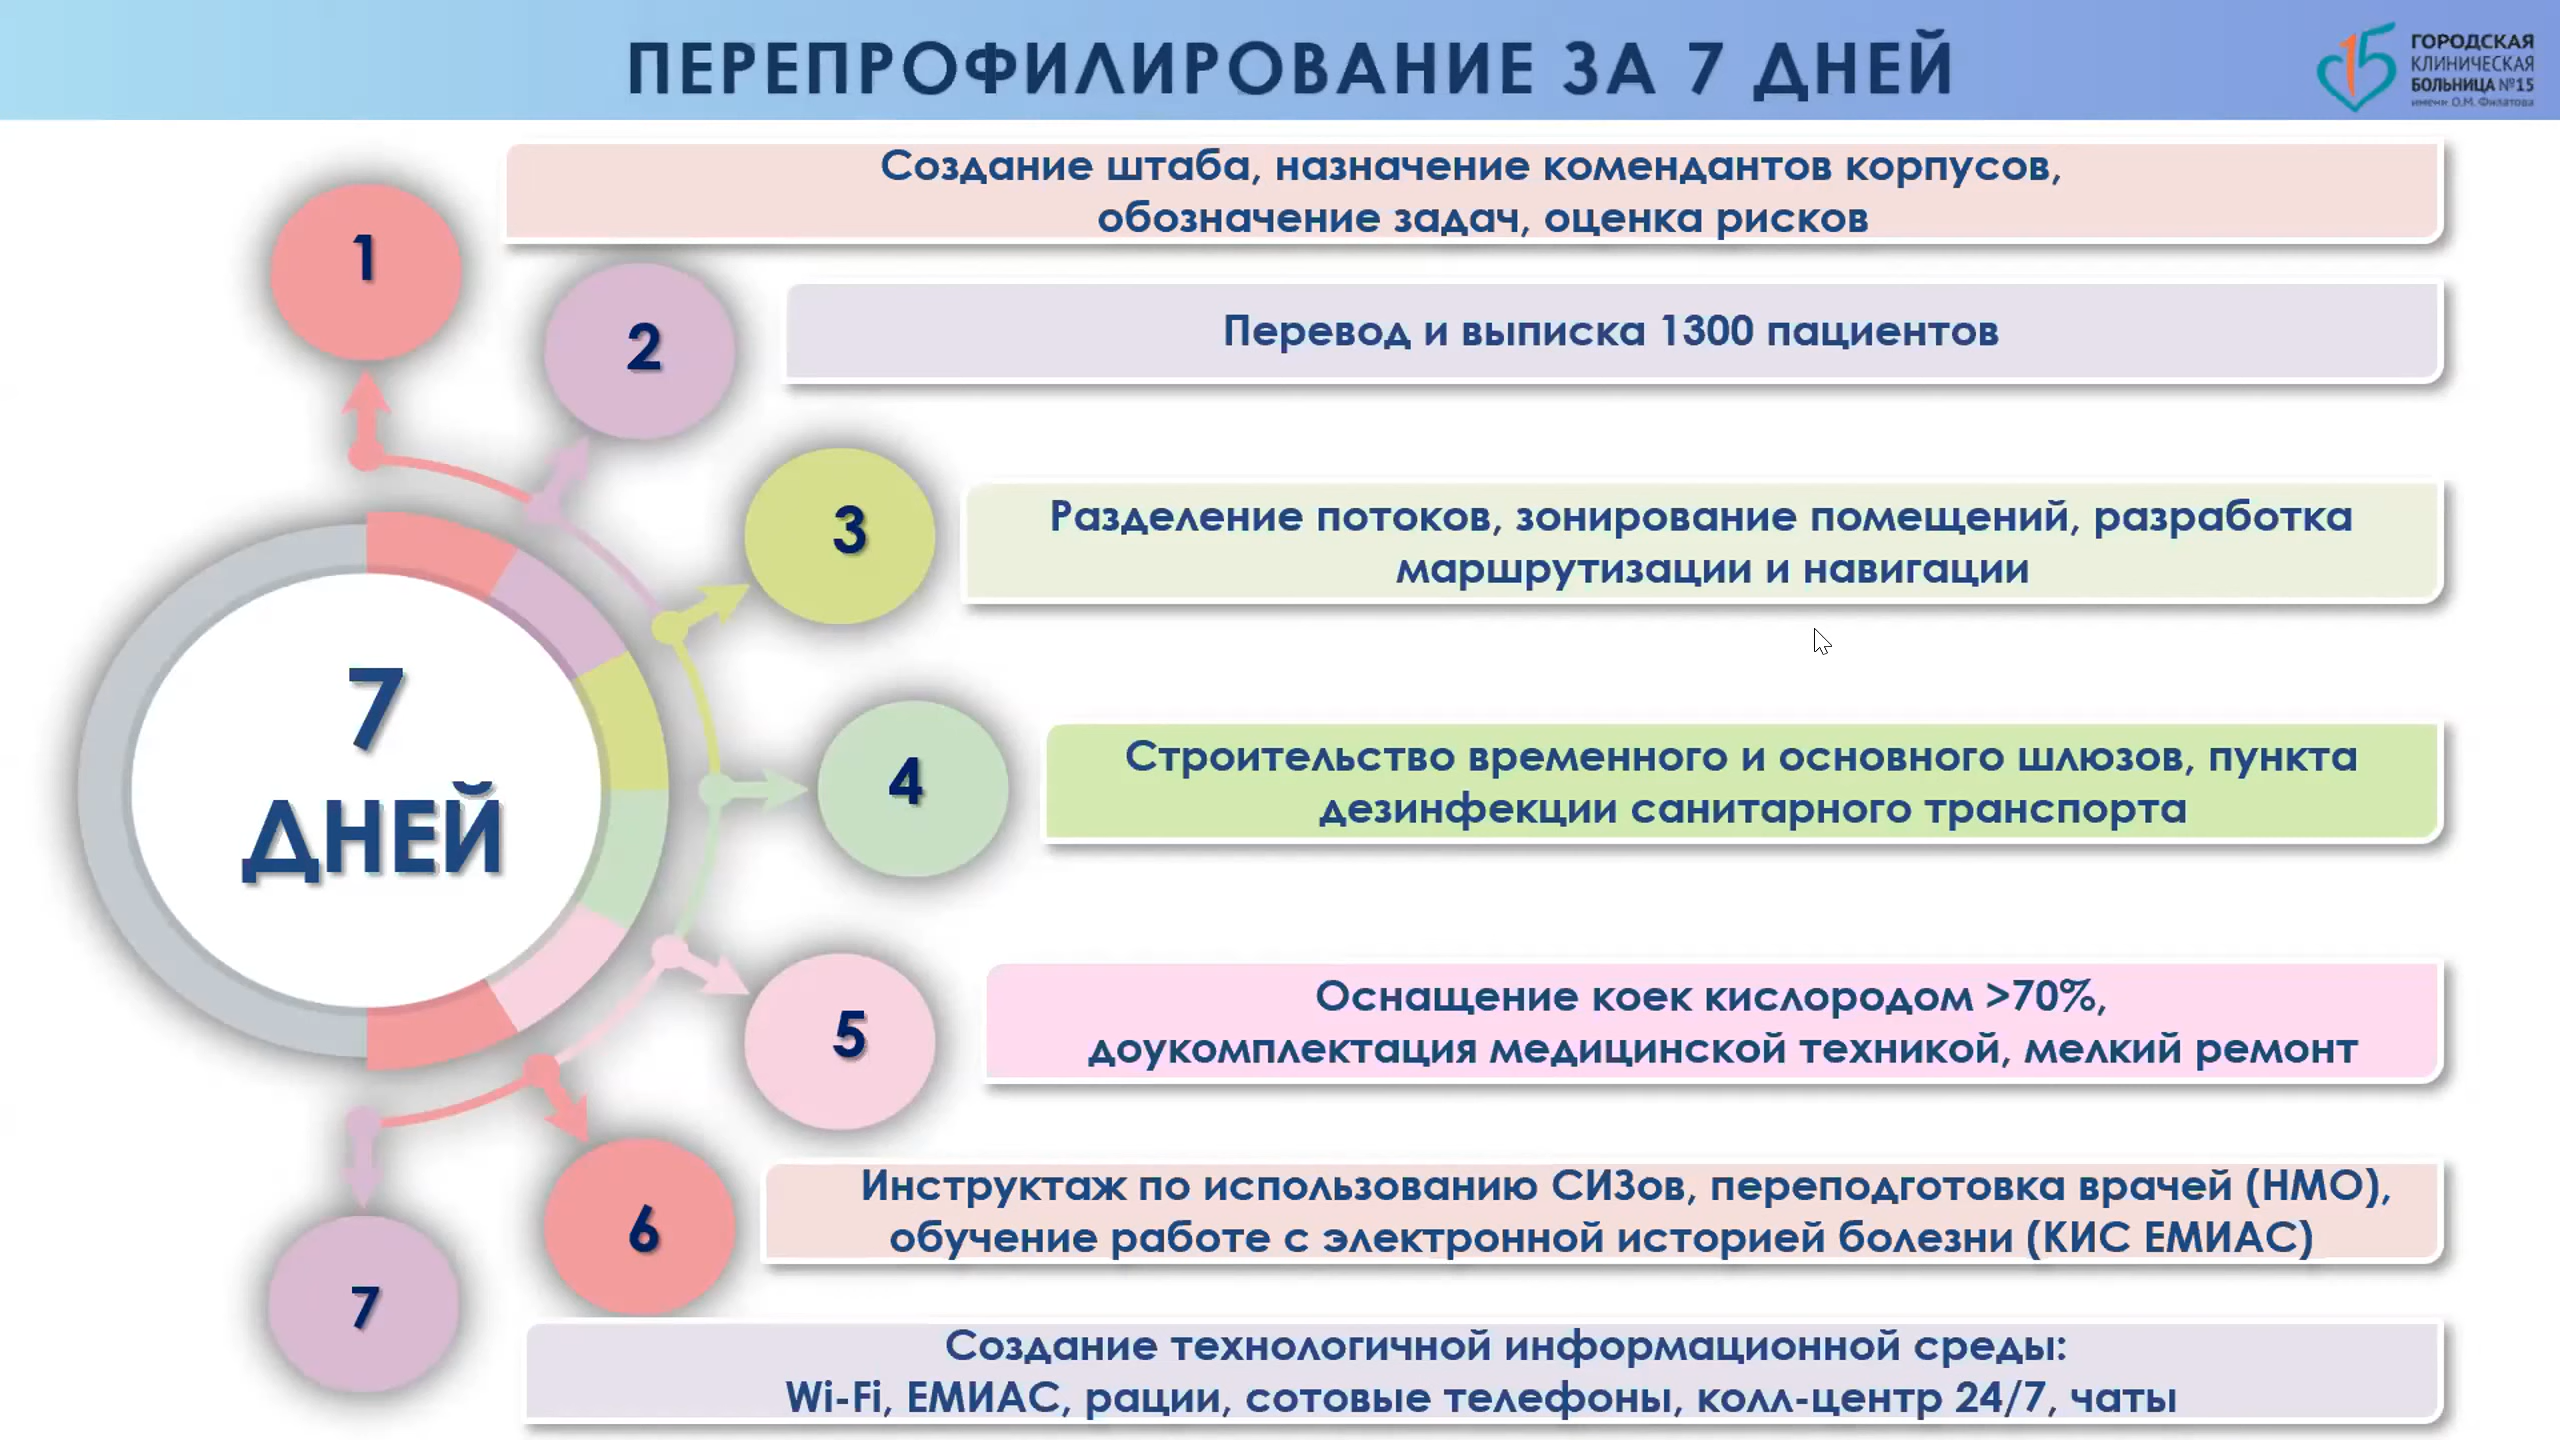 ПЕРЕПРОФИЛИРОВАНИЕ ЗА 7 ДНЕЙ
15
ГОРОДСКАЯ
КЛИНИЧЕСКАЯ
БОЛЬНИЦА №15
имени О.М. Филатова
1
Создание штаба, назначение комендантов корпусов,
обозначение задач, оценка рисков
2
Перевод и выписка 1300 пациентов
3
Разделение потоков, зонирование помещений, разработка
маршрутизации и навигации
7
ДНЕЙ
4
Строительство временного и основного шлюзов, пункта
дезинфекции санитарного транспорта
5
Оснащение коек кислородом >70%,
доукомплектация медицинской техникой, мелкий ремонт
6
Инструктаж по использованию СИЗов, переподготовка врачей (НМО),
обучение работе с электронной историей болезни (КИС ЕМИАС)
7
Создание технологичной информационной среды:
Wi-Fi, ЕМИАС, рации, сотовые телефоны, колл-центр 24/7, чаты